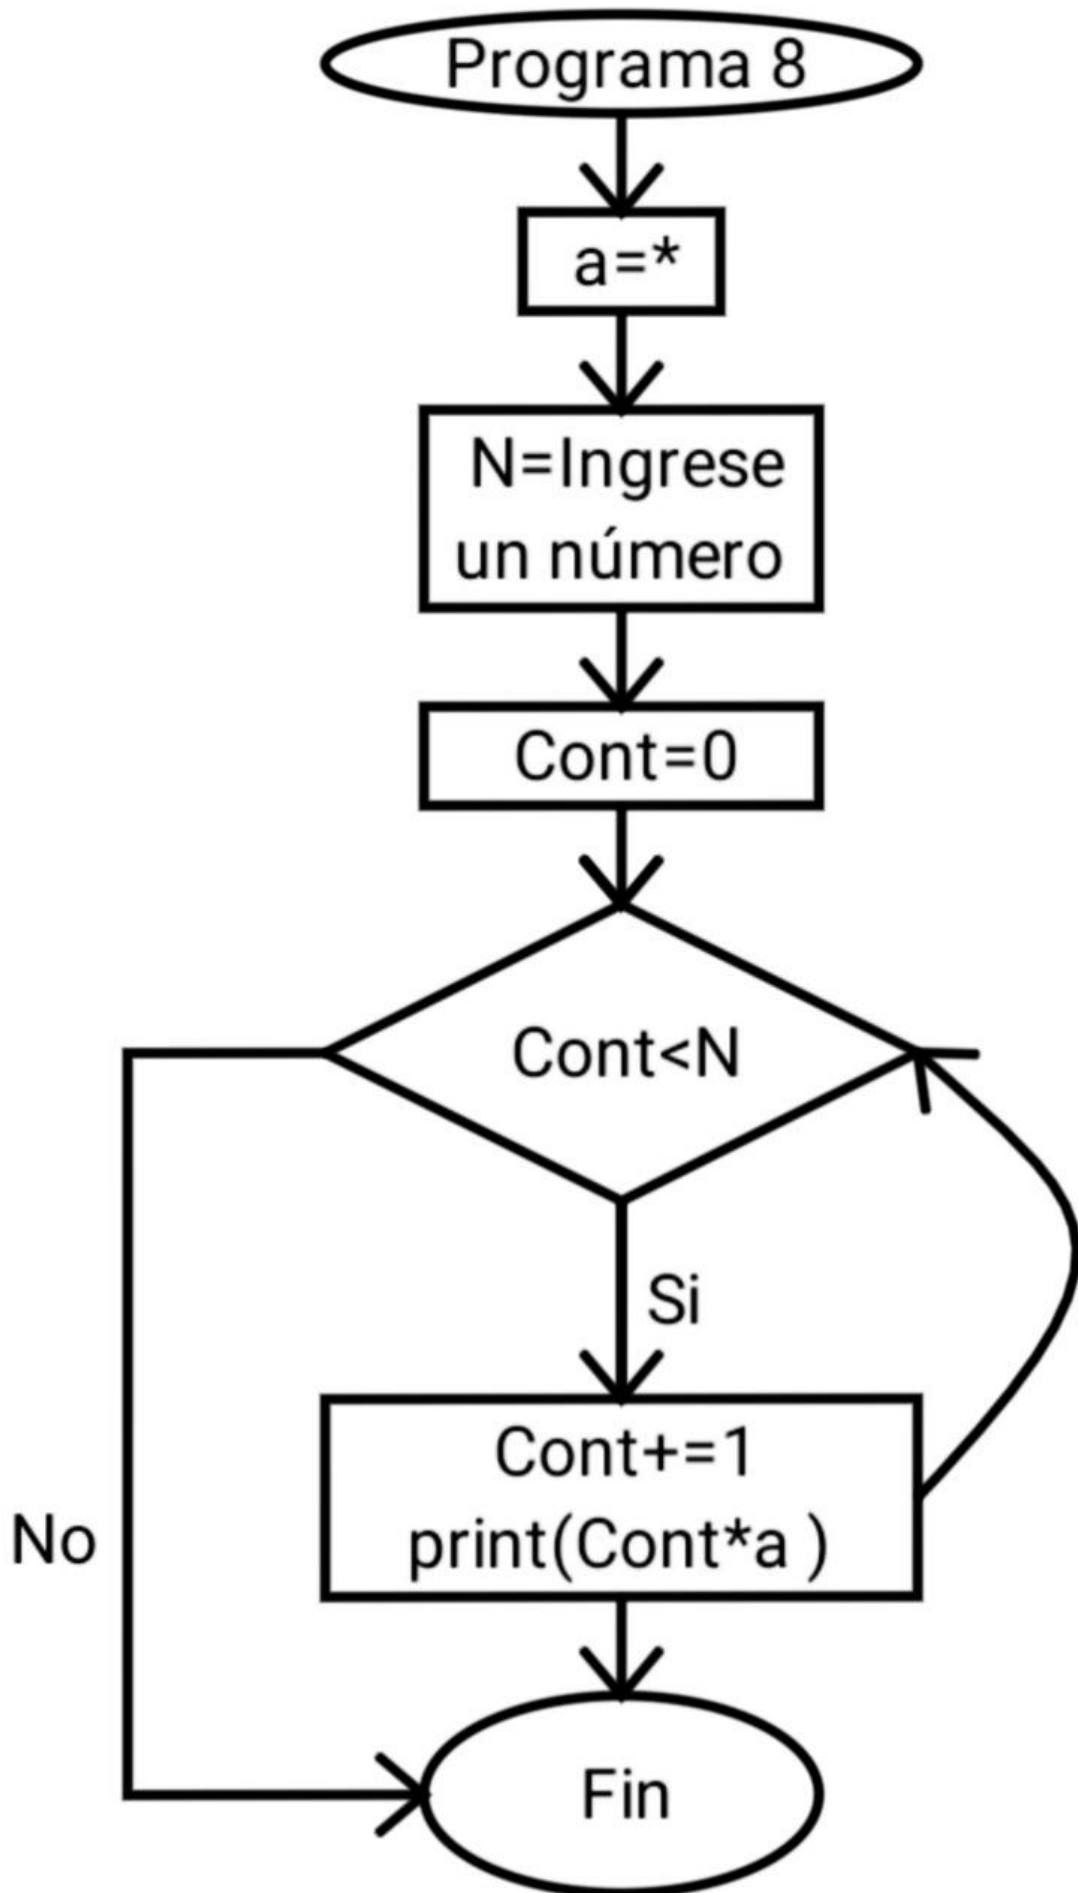 Programa 8
a=*
N=Ingrese
un número
Cont=0
Cont<N
Si
Cont+=1
print(Cont*a )
No
Fin